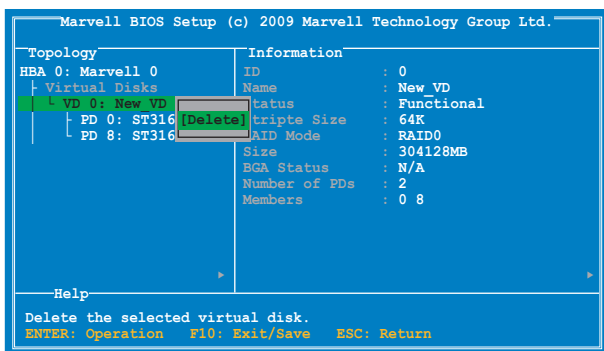 Marvell BIOS Setup (c) 2009 Marvell Technology Group Ltd.
Topology
HBA 0: Marvell 0
Virtual Disks
VD 0: New_VD
PD 0: ST316
PD 8: ST316
[Delete]
Information
ID : 0
Name : New_VD
tatus : Functional
tripte Size : 64K
AID Mode : RAID0
Size : 304128MB
BGA Status : N/A
Number of PDs : 2
Members : 0 8
Help
Delete the selected virtual disk.
ENTER: Operation F10: Exit/Save ESC: Return